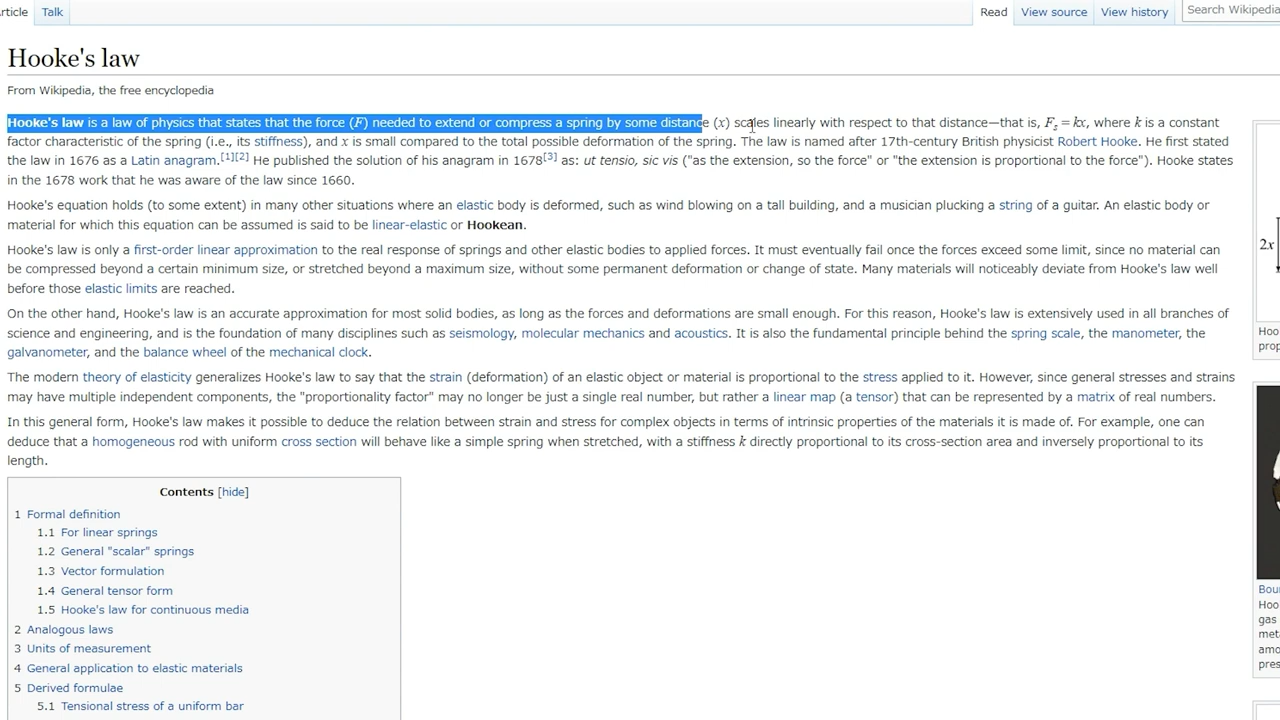 Article
Talk
Read
View source
View history
Search Wikipedia
Hooke's law
From Wikipedia, the free encyclopedia
Hooke's law is a law of physics that states that the force (F) needed to extend or compress a spring by some distance (x) scales linearly with respect to that distance—that is, Fs = kx, where k is a constant
factor characteristic of the spring (i.e., its stiffness), and x is small compared to the total possible deformation of the spring. The law is named after 17th-century British physicist Robert Hooke. He first stated
the law in 1676 as a Latin anagram.[1][2] He published the solution of his anagram in 1678[3] as: ut tensio, sic vis ("as the extension, so the force" or "the extension is proportional to the force"). Hooke states
in the 1678 work that he was aware of the law since 1660.
Hooke's equation holds (to some extent) in many other situations where an elastic body is deformed, such as wind blowing on a tall building, and a musician plucking a string of a guitar. An elastic body or
material for which this equation can be assumed is said to be linear-elastic or Hookean.
Hooke's law is only a first-order linear approximation to the real response of springs and other elastic bodies to applied forces. It must eventually fail once the forces exceed some limit, since no material can
be compressed beyond a certain minimum size, or stretched beyond a maximum size, without some permanent deformation or change of state. Many materials will noticeably deviate from Hooke's law well
before those elastic limits are reached.
On the other hand, Hooke's law is an accurate approximation for most solid bodies, as long as the forces and deformations are small enough. For this reason, Hooke's law is extensively used in all branches of
science and engineering, and is the foundation of many disciplines such as seismology, molecular mechanics and acoustics. It is also the fundamental principle behind the spring scale, the manometer, the
galvanometer, and the balance wheel of the mechanical clock.
The modern theory of elasticity generalizes Hooke's law to say that the strain (deformation) of an elastic object or material is proportional to the stress applied to it. However, since general stresses and strains
may have multiple independent components, the "proportionality factor" may no longer be just a single real number, but rather a linear map (a tensor) that can be represented by a matrix of real numbers.
In this general form, Hooke's law makes it possible to deduce the relation between strain and stress for complex objects in terms of intrinsic properties of the materials it is made of. For example, one can
deduce that a homogeneous rod with uniform cross section will behave like a simple spring when stretched, with a stiffness k directly proportional to its cross-section area and inversely proportional to its
length.
Contents [hide]
1 Formal definition
1.1 For linear springs
1.2 General "scalar" springs
1.3 Vector formulation
1.4 General tensor form
1.5 Hooke's law for continuous media
2 Analogous laws
3 Units of measurement
4 General application to elastic materials
5 Derived formulae
5.1 Tensional stress of a uniform bar
2x
gas